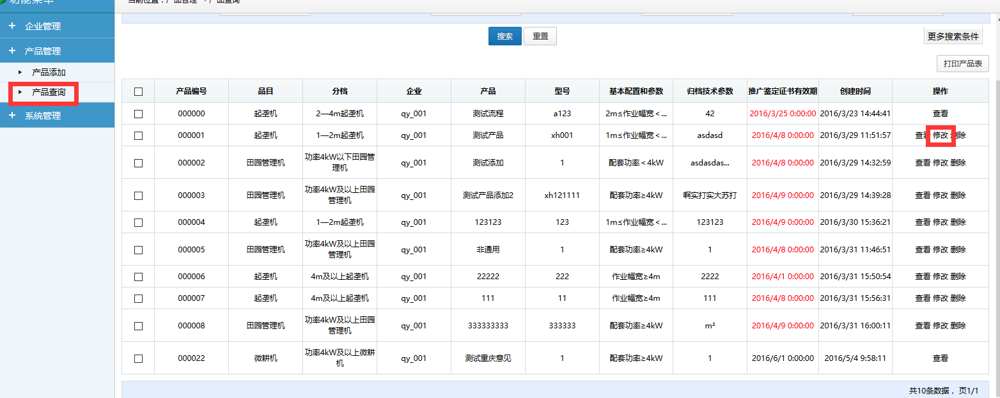 功能菜单
当前位置：产品管理 -> 产品查询
企业管理
产品管理
产品添加
产品查询
系统管理
搜索 重置
更多搜索条件
打印产品表
产品编号 品目 分档 企业 产品 型号 基本配置和参数 归档技术参数 推广鉴定证书有效期 创建时间 操作
000000 起垄机 2—4m起垄机 qy_001 测试流程 a123 2m≤作业幅宽<... 42 2016/3/25 0:00:00 2016/3/23 14:44:41 查看
000001 起垄机 1—2m起垄机 qy_001 测试产品 xh001 1m≤作业幅宽<... asdasd 2016/4/8 0:00:00 2016/3/29 11:51:57 查看 修改 删除
000002 田园管理机 功率4kW以下田园管
理机 qy_001 测试添加 1 配套功率<4kW asdasdas... 2016/4/8 0:00:00 2016/3/29 14:32:59 查看 修改 删除
000003 田园管理机 功率4kW及以上田园
管理机 qy_001 测试产品添加2 xh121111 配套功率≥4kW 啊实打实大苏打 2016/4/9 0:00:00 2016/3/29 14:39:28 查看 修改 删除
000004 起垄机 1—2m起垄机 qy_001 123123 123 1m≤作业幅宽<... 123123 2016/4/9 0:00:00 2016/3/30 15:36:21 查看 修改 删除
000005 田园管理机 功率4kW及以上田园
管理机 qy_001 非通用 1 配套功率≥4kW 1 2016/4/8 0:00:00 2016/3/31 11:46:51 查看 修改 删除
000006 起垄机 4m及以上起垄机 qy_001 22222 222 作业幅宽≥4m 2222 2016/4/1 0:00:00 2016/3/31 15:50:54 查看 修改 删除
000007 起垄机 4m及以上起垄机 qy_001 111 11 作业幅宽≥4m 111 2016/4/8 0:00:00 2016/3/31 15:56:31 查看 修改 删除
000008 田园管理机 功率4kW及以上田园
管理机 qy_001 333333333 333333 配套功率≥4kW m² 2016/4/9 0:00:00 2016/3/31 16:00:11 查看 修改 删除
000022 微耕机 功率4kW及以上微耕
机 qy_001 测试重庆意见 1 配套功率≥4kW 1 2016/6/1 0:00:00 2016/5/4 9:58:11 查看
共10条数据，页1/1